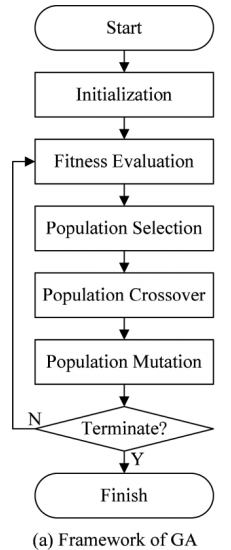 Start
Initialization
Fitness Evaluation
Population Selection
Population Crossover
Population Mutation
N
Terminate?
Y
Finish
(a) Framework of GA